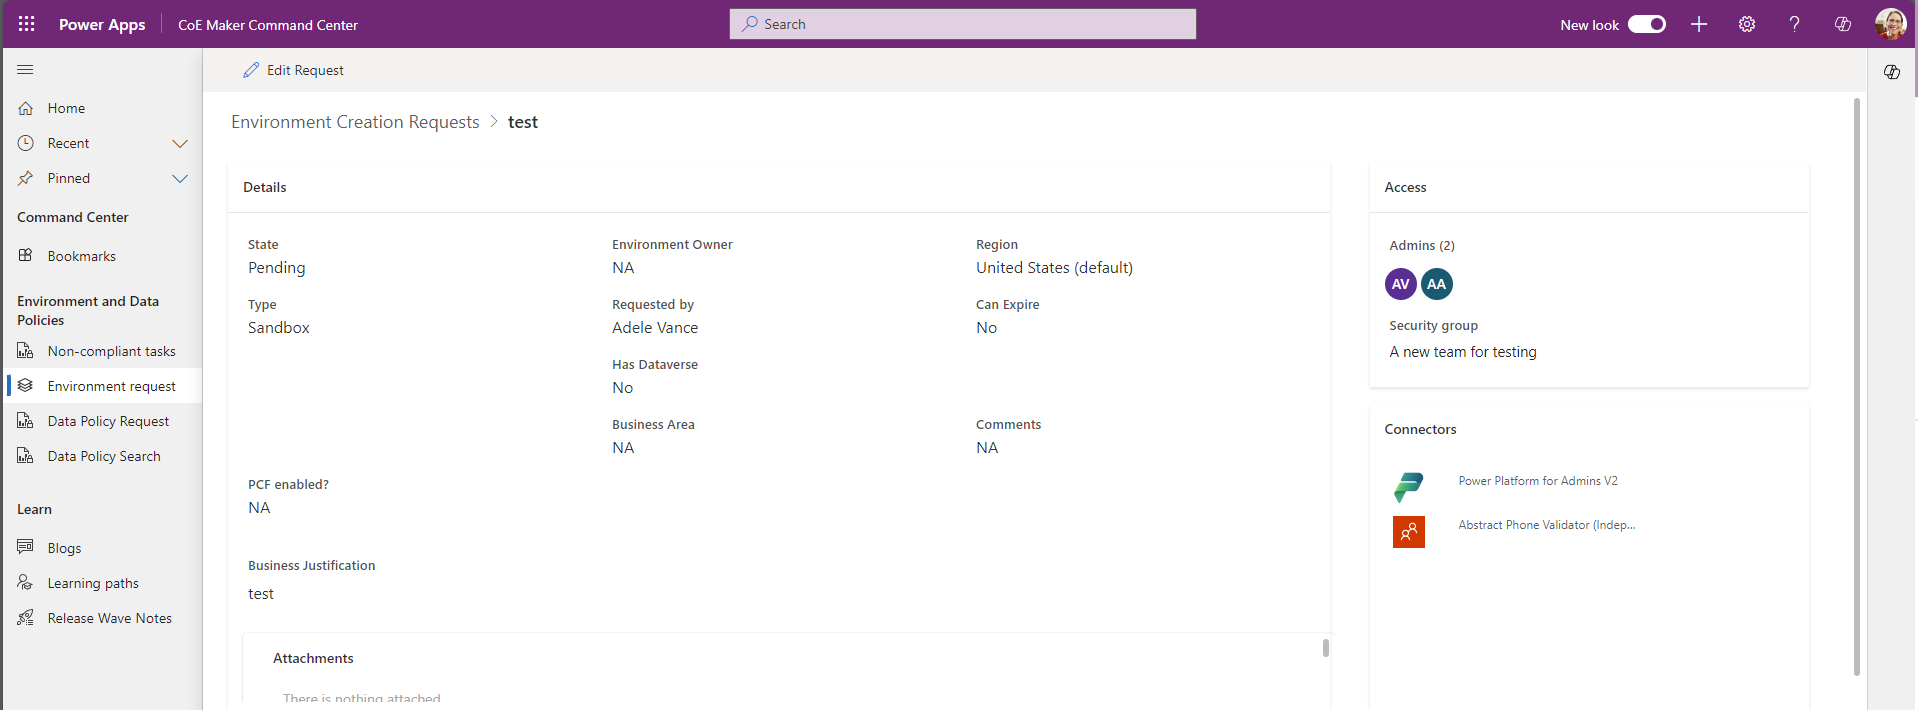 Power Apps
CoE Maker Command Center
Search
New look
Edit Request
Home
Recent
Pinned
Command Center
Bookmarks
Environment and Data
Policies
Non-compliant tasks
Environment request
Data Policy Request
Data Policy Search
Learn
Blogs
Learning paths
Release Wave Notes
Environment Creation Requests > test
Details
State
Pending
Environment Owner
NA
Region
United States (default)
Type
Sandbox
Requested by
Adele Vance
Can Expire
No
Has Dataverse
No
Business Area
NA
Comments
NA
PCF enabled?
NA
Business Justification
test
Attachments
There is nothing attached.
Access
Admins (2)
AV AA
Security group
A new team for testing
Connectors
Power Platform for Admins V2
Abstract Phone Validator (Indep...